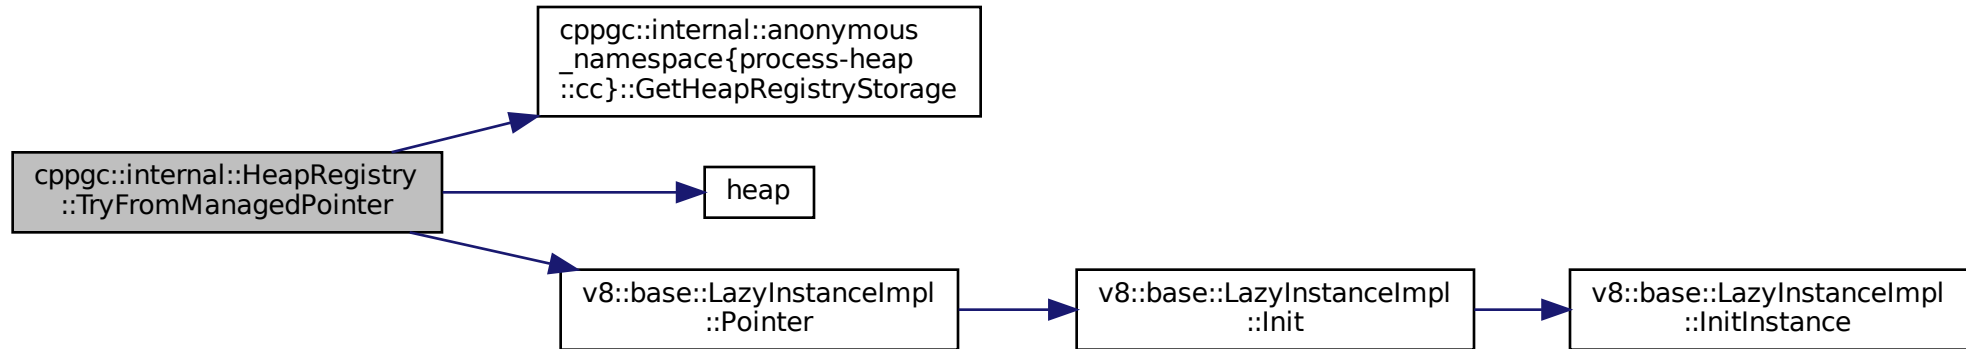 cppgc::internal::anonymous
_namespace{process-heap
::cc}::GetHeapRegistryStorage
cppgc::internal::HeapRegistry
::TryFromManagedPointer
heap
v8::base::LazyInstanceImpl
::Pointer
v8::base::LazyInstanceImpl
::Init
v8::base::LazyInstanceImpl
::InitInstance